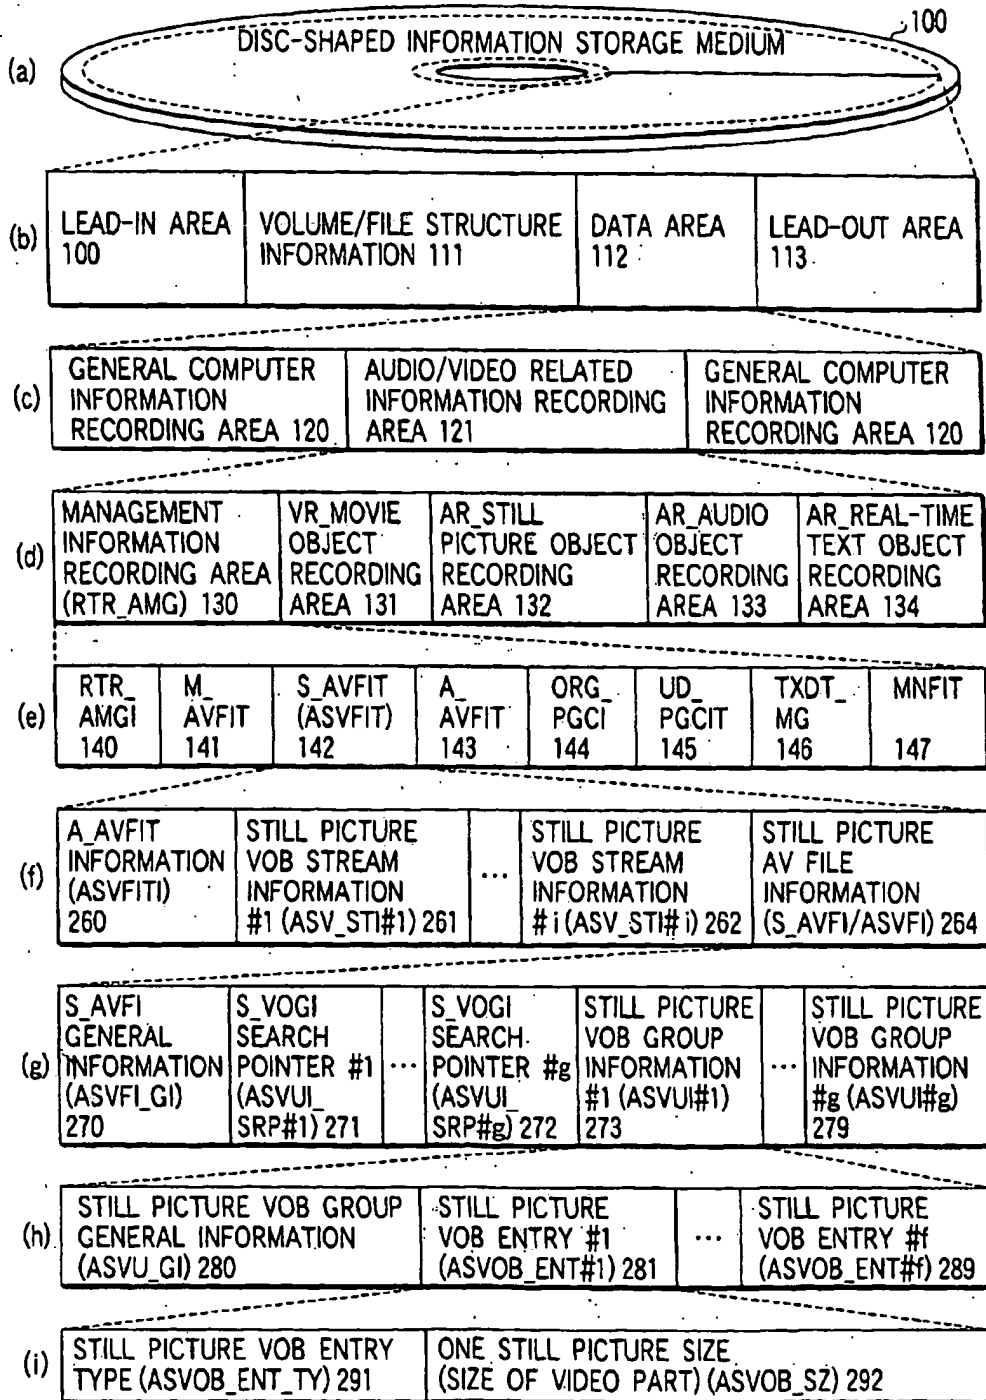 100
DISC-SHAPED INFORMATION STORAGE MEDIUM
(a)
(b)
LEAD-IN AREA
100
VOLUME/FILE STRUCTURE
INFORMATION 111
DATA AREA
112
LEAD-OUT AREA
113
(c)
GENERAL COMPUTER
INFORMATION
RECORDING AREA 120
AUDIO/VIDEO RELATED
INFORMATION RECORDING
AREA 121
GENERAL COMPUTER
INFORMATION
RECORDING AREA 120
(d)
MANAGEMENT
INFORMATION
RECORDING AREA
(RTR_AMG) 130
VR_MOVIE
OBJECT
RECORDING
AREA 131
AR_STILL
PICTURE OBJECT
RECORDING
AREA 132
AR_AUDIO
OBJECT
RECORDING
AREA 133
AR_REAL-TIME
TEXT OBJECT
RECORDING
AREA 134
(e)
RTR_
AMGI
140
M_
AVFIT
141
S_AVFIT
(ASVFIT)
142
A_
AVFIT
143
ORG_
PGCI
144
UD_
PGCIT
145
TXDT_
MG
146
MNFIT
147
(f)
A_AVFIT
INFORMATION
(ASVFITI)
260
STILL PICTURE
VOB STREAM
INFORMATION
#1 (ASV_STI#1) 261
...
STILL PICTURE
VOB STREAM
INFORMATION
#i (ASV_STI#i) 262
STILL PICTURE
AV FILE
INFORMATION
(S_AVFI/ASVFI) 264
(g)
S_AVFI
GENERAL
INFORMATION
(ASVFI_GI)
270
S_VOGI
SEARCH
POINTER #1
(ASVUI_
SRP#1) 271
...
S_VOGI
SEARCH
POINTER #g
(ASVUI_
SRP#g) 272
STILL PICTURE
VOB GROUP
INFORMATION
#1 (ASVUI#1)
273
...
STILL PICTURE
VOB GROUP
INFORMATION
#g (ASVUI#g)
279
(h)
STILL PICTURE VOB GROUP
GENERAL INFORMATION
(ASVU_GI) 280
STILL PICTURE
VOB ENTRY #1
(ASVOB_ENT#1) 281
...
STILL PICTURE
VOB ENTRY #f
(ASVOB_ENT#f) 289
(i)
STILL PICTURE VOB ENTRY
TYPE (ASVOB_ENT_TY) 291
ONE STILL PICTURE SIZE
(SIZE OF VIDEO PART) (ASVOB_SZ) 292